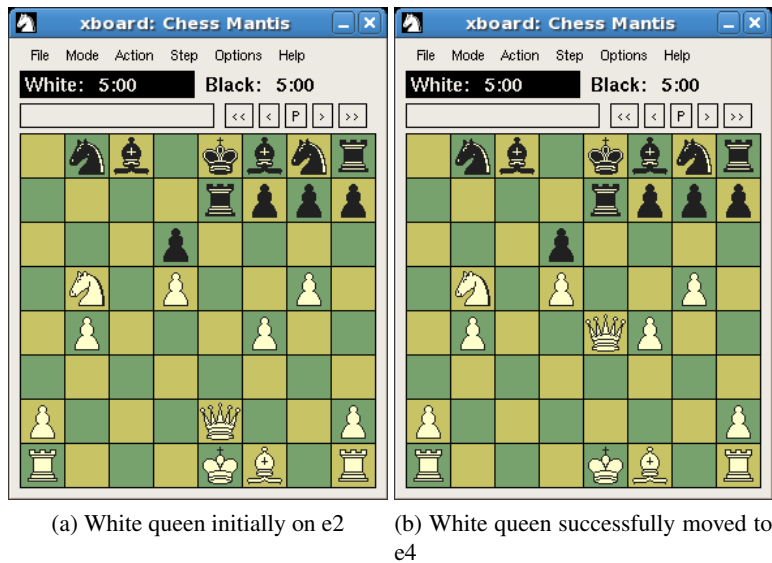 xboard: Chess Mantis
File Mode Action Step Options Help
White: 5:00 Black: 5:00
<< < P > >>
xboard: Chess Mantis
File Mode Action Step Options Help
White: 5:00 Black: 5:00
<< < P > >>
(a) White queen initially on e2
(b) White queen successfully moved to
e4